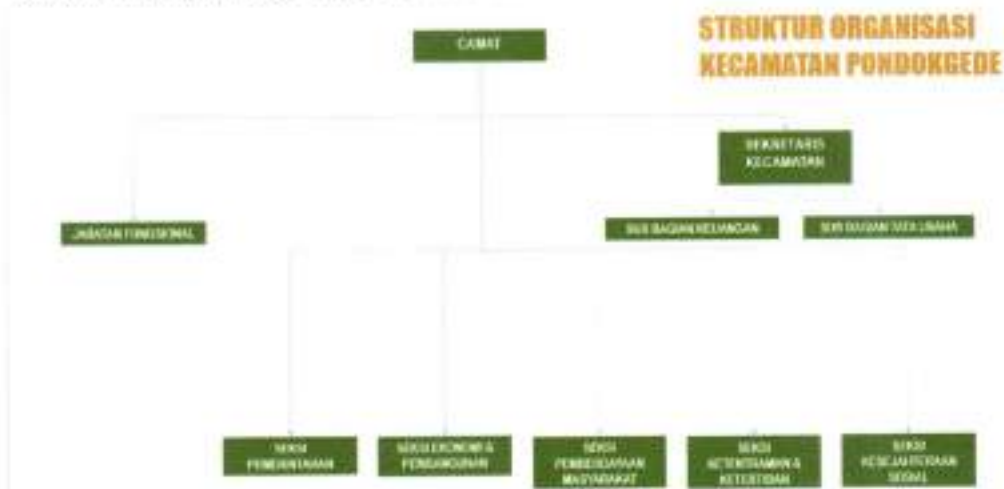 STRUKTUR ORGANISASI
KECAMATAN PONDOKGEDE
CAMAT
SEKRETARIS
KECAMATAN
JABATAN FUNGSIONAL
SUB BAGIAN KEUANGAN
SUB BAGIAN TATA USAHA
SEKSI
PEMERINTAHAN
SEKSI EKONOMI &
PEMBANGUNAN
SEKSI
PEMBERDAYAAN
MASYARAKAT
SEKSI
KETENTRAMAN &
KETERTIBAN
SEKSI
KESEJAHTERAAN
SOSIAL